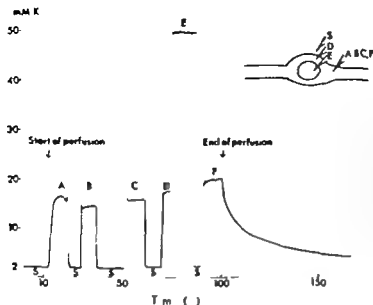 mM K
E
50
S
D
E
A B C, F
40
30
Start of perfusion
End of perfusion
20
A B C F
10
2
S S S S S
10 50 100 150